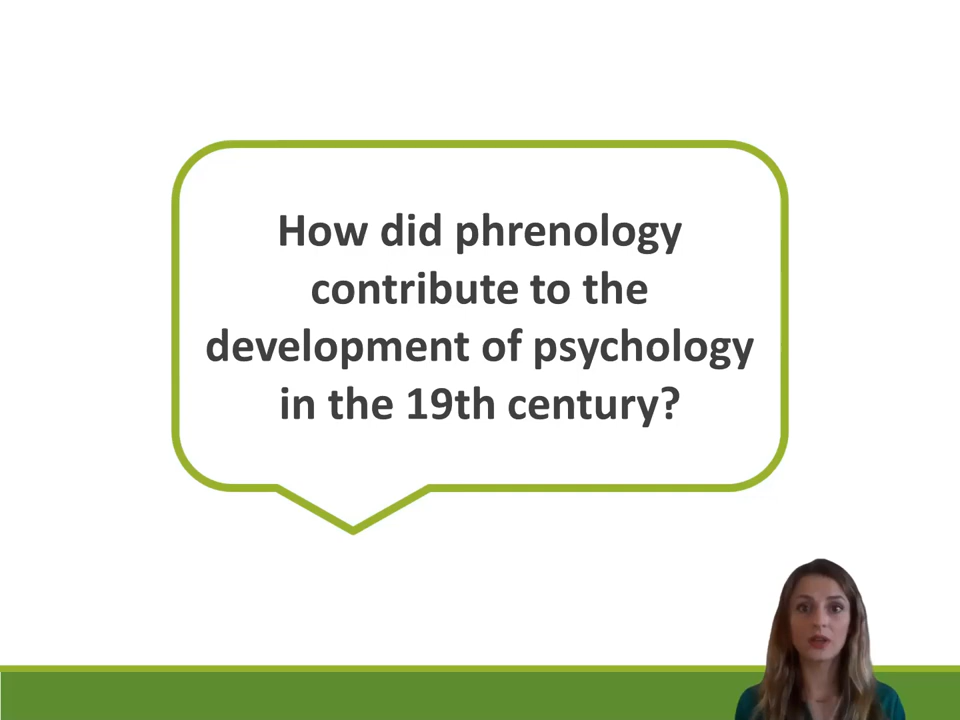 How did phrenology
contribute to the
development of psychology
in the 19th century?